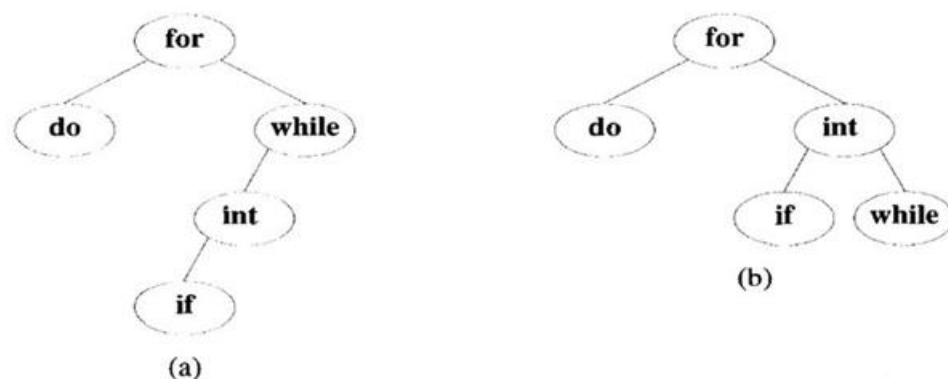 for
do
while
int
if
(a)
for
do
int
if
while
(b)